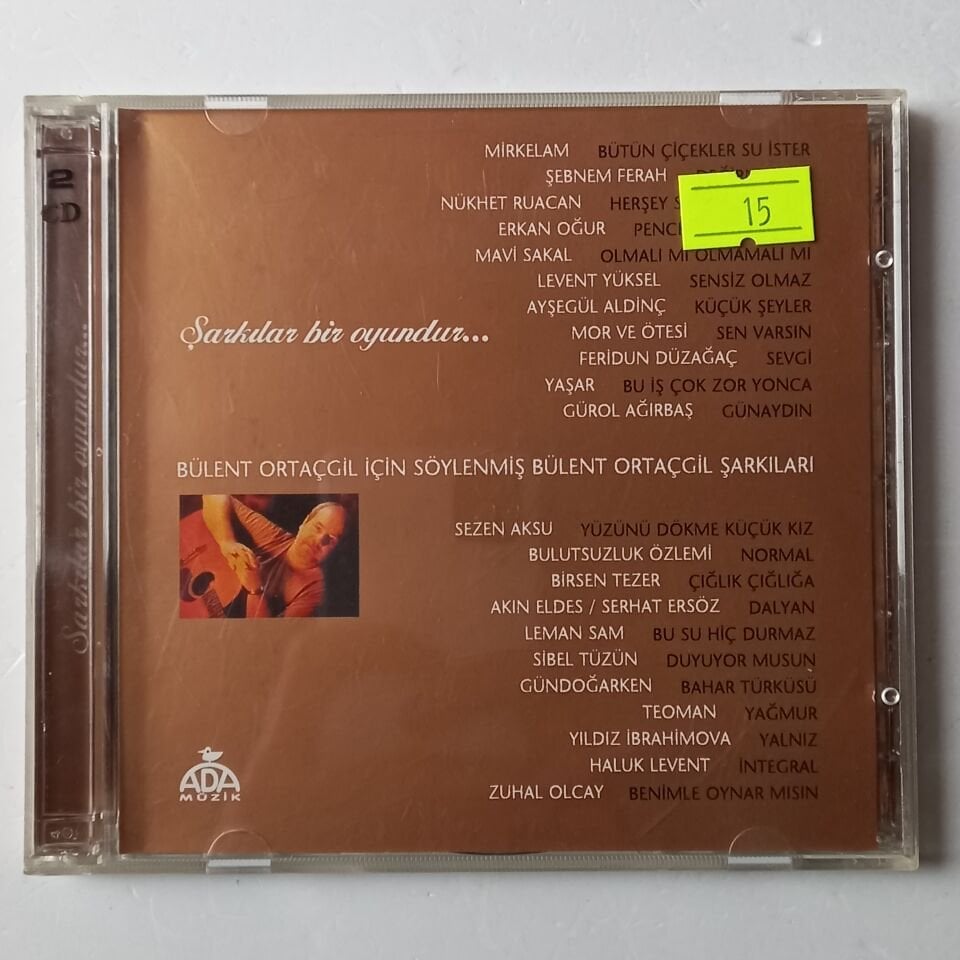 2
CD
Şarkılar bir oyundur...
MİRKELAM BÜTÜN ÇİÇEKLER SU İSTER
ŞEBNEM FERAH
NÜKHET RUACAN HERŞEY
ERKAN OĞUR
MAVİ SAKAL OLMALI MI OLMAMALI MI
LEVENT YÜKSEL SENSİZ OLMAZ
AYŞEGÜL ALDİNÇ KÜÇÜK ŞEYLER
MOR VE ÖTESİ SEN VARSIN
FERİDUN DÜZAĞAÇ SEVGİ
YAŞAR BU İŞ ÇOK ZOR YONCA
GÜROL AĞIRBAŞ GÜNAYDIN
15
Şarkılar bir oyundur...
BÜLENT ORTAÇGİL İÇİN SÖYLENMİŞ BÜLENT ORTAÇGİL ŞARKILARI
SEZEN AKSU YÜZÜNÜ DÖKME KÜÇÜK KIZ
BULUTSUZLUK ÖZLEMİ NORMAL
BİRSEN TEZER ÇIĞLIK ÇIĞLIĞA
AKIN ELDES / SERHAT ERSÖZ DALYAN
LEMAN SAM BU SU HİÇ DURMAZ
SİBEL TÜZÜN DUYUYOR MUSUN
GÜNDOĞARKEN BAHAR TÜRKÜSÜ
TEOMAN YAĞMUR
YILDIZ İBRAHİMOVA YALNIZ
HALUK LEVENT İNTEGRAL
ZUHAL OLCAY BENİMLE OYNAR MISIN
ADA
MÜZİK